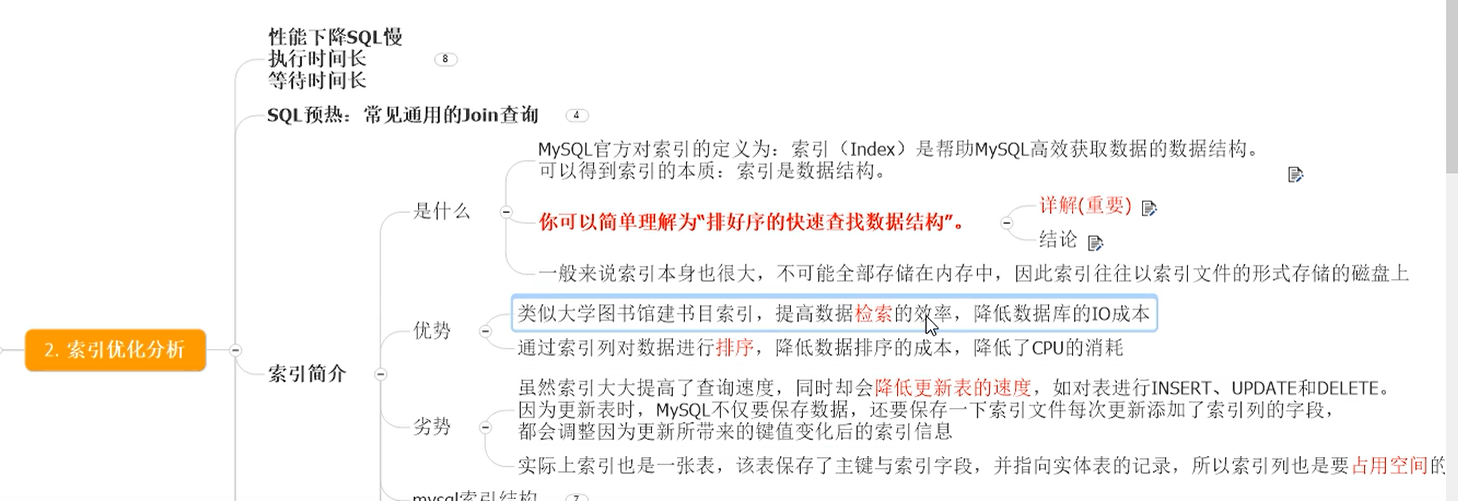 性能下降SQL慢
执行时间长
等待时间长
8
SQL预热：常见通用的Join查询
4
MySQL官方对索引的定义为：索引（Index）是帮助MySQL高效获取数据的数据结构。
可以得到索引的本质：索引是数据结构。
是什么
你可以简单理解为“排好序的快速查找数据结构”。
详解(重要)
结论
一般来说索引本身也很大，不可能全部存储在内存中，因此索引往往以索引文件的形式存储的磁盘上
类似大学图书馆建书目索引，提高数据检索的效率，降低数据库的IO成本
优势
通过索引列对数据进行排序，降低数据排序的成本，降低了CPU的消耗
2. 索引优化分析
索引简介
虽然索引大大提高了查询速度，同时却会降低更新表的速度，如对表进行INSERT、UPDATE和DELETE。
因为更新表时，MySQL不仅要保存数据，还要保存一下索引文件每次更新添加了索引列的字段，
都会调整因为更新所带来的键值变化后的索引信息
劣势
实际上索引也是一张表，该表保存了主键与索引字段，并指向实体表的记录，所以索引列也是要占用空间的
mysql索引结构
7